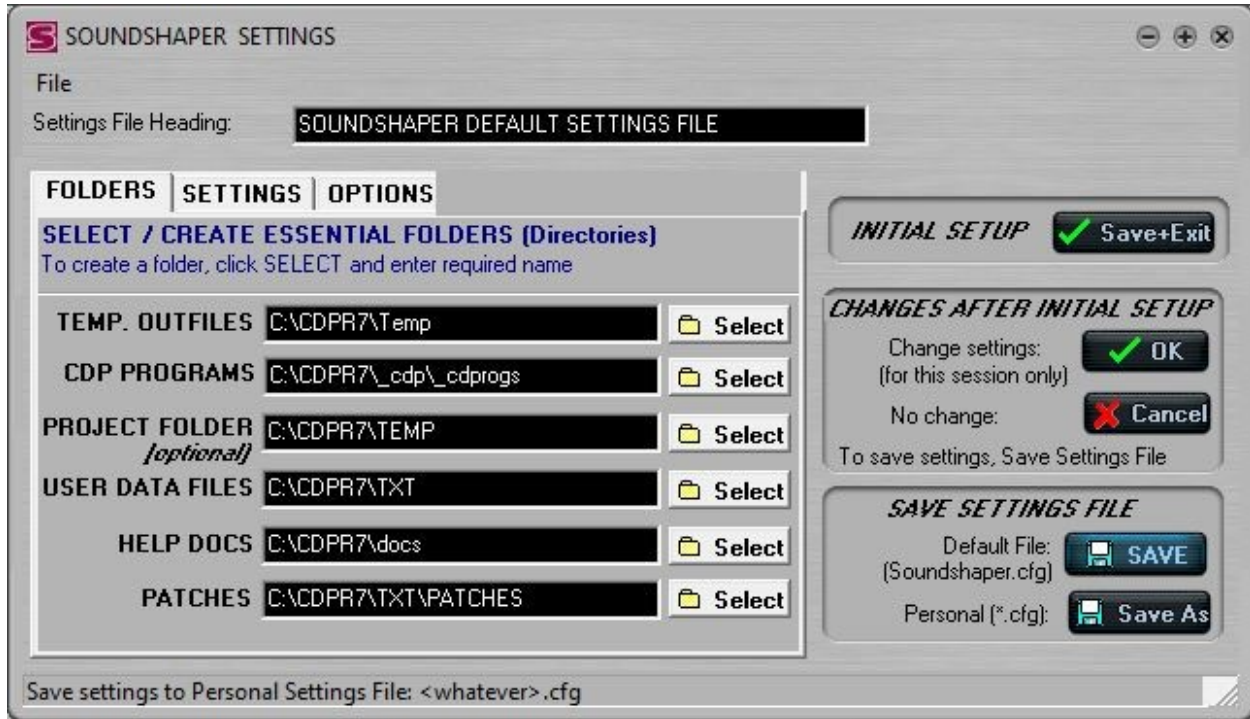 SOUNDSHAPER SETTINGS
File
Settings File Heading: SOUNDSHAPER DEFAULT SETTINGS FILE
FOLDERS SETTINGS OPTIONS
SELECT / CREATE ESSENTIAL FOLDERS (Directories)
To create a folder, click SELECT and enter required name
TEMP. OUTFILES C:\CDPR7\Temp Select
CDP PROGRAMS C:\CDPR7\_cdp\_cdprogs Select
PROJECT FOLDER C:\CDPR7\TEMP Select
[optional]
USER DATA FILES C:\CDPR7\TXT Select
HELP DOCS C:\CDPR7\docs Select
PATCHES C:\CDPR7\TXT\PATCHES Select
INITIAL SETUP Save+Exit
CHANGES AFTER INITIAL SETUP
Change settings: OK
(for this session only)
No change: Cancel
To save settings, Save Settings File
SAVE SETTINGS FILE
Default File: SAVE
(Soundshaper.cfg)
Personal (*.cfg): Save As
Save settings to Personal Settings File: <whatever>.cfg